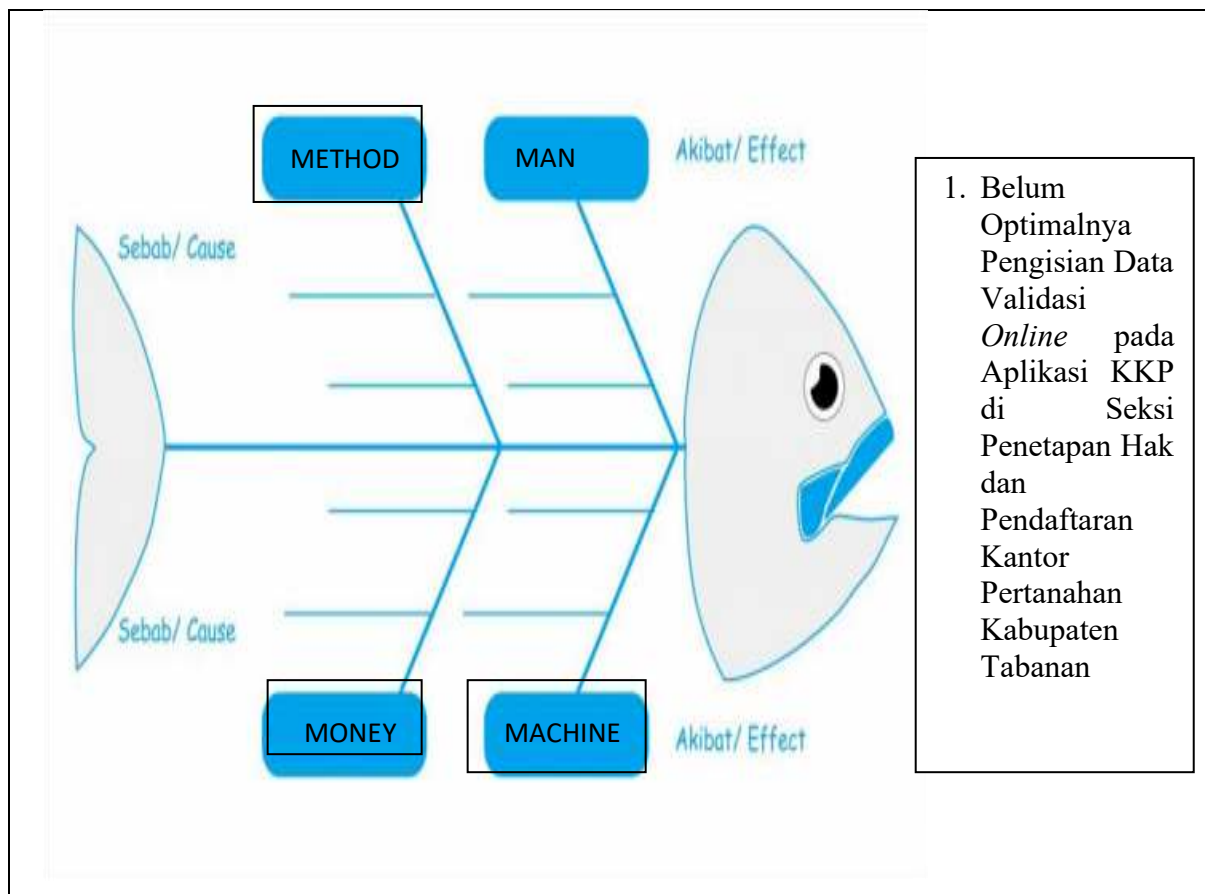 METHOD
MAN
Akibat/ Effect
Sebab/ Cause
Sebab/ Cause
MONEY
MACHINE
Akibat/ Effect
1. Belum
Optimalnya
Pengisian Data
Validasi
Online pada
Aplikasi KKP
di Seksi
Penetapan Hak
dan
Pendaftaran
Kantor
Pertanahan
Kabupaten
Tabanan